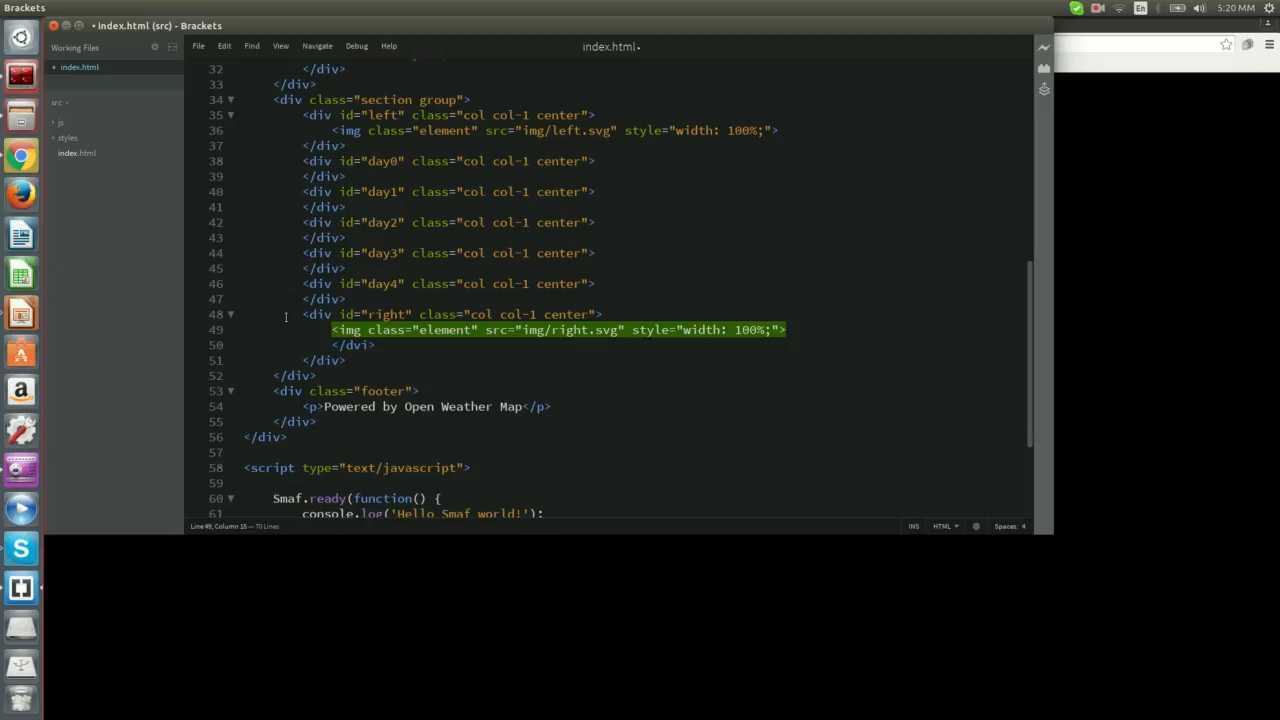 Brackets
En
5:20 PM
• Index.html (src) - Brackets
Working Files
• index.html
src
js
styles
index.html
File Edit Find View Navigate Debug Help
index.html•
32 </div>
33 </div>
34 <div class="section group">
35 <div id="left" class="col col-1 center">
36 <img class="element" src="img/left.svg" style="width: 100%;">
37 </div>
38 <div id="day0" class="col col-1 center">
39 </div>
40 <div id="day1" class="col col-1 center">
41 </div>
42 <div id="day2" class="col col-1 center">
43 </div>
44 <div id="day3" class="col col-1 center">
45 </div>
46 <div id="day4" class="col col-1 center">
47 </div>
48 <div id="right" class="col col-1 center">
49 <img class="element" src="img/right.svg" style="width: 100%;">
50 </dvi>
51 </div>
52 </div>
53 <div class="footer">
54 <p>Powered by Open Weather Map</p>
55 </div>
56 </div>
57
58 <script type="text/javascript">
59
60 Smaf.ready(function() {
61 console.log('Hello Smaf world!');
Line 49, Column 15 — 70 Lines
INS HTML Spaces: 4